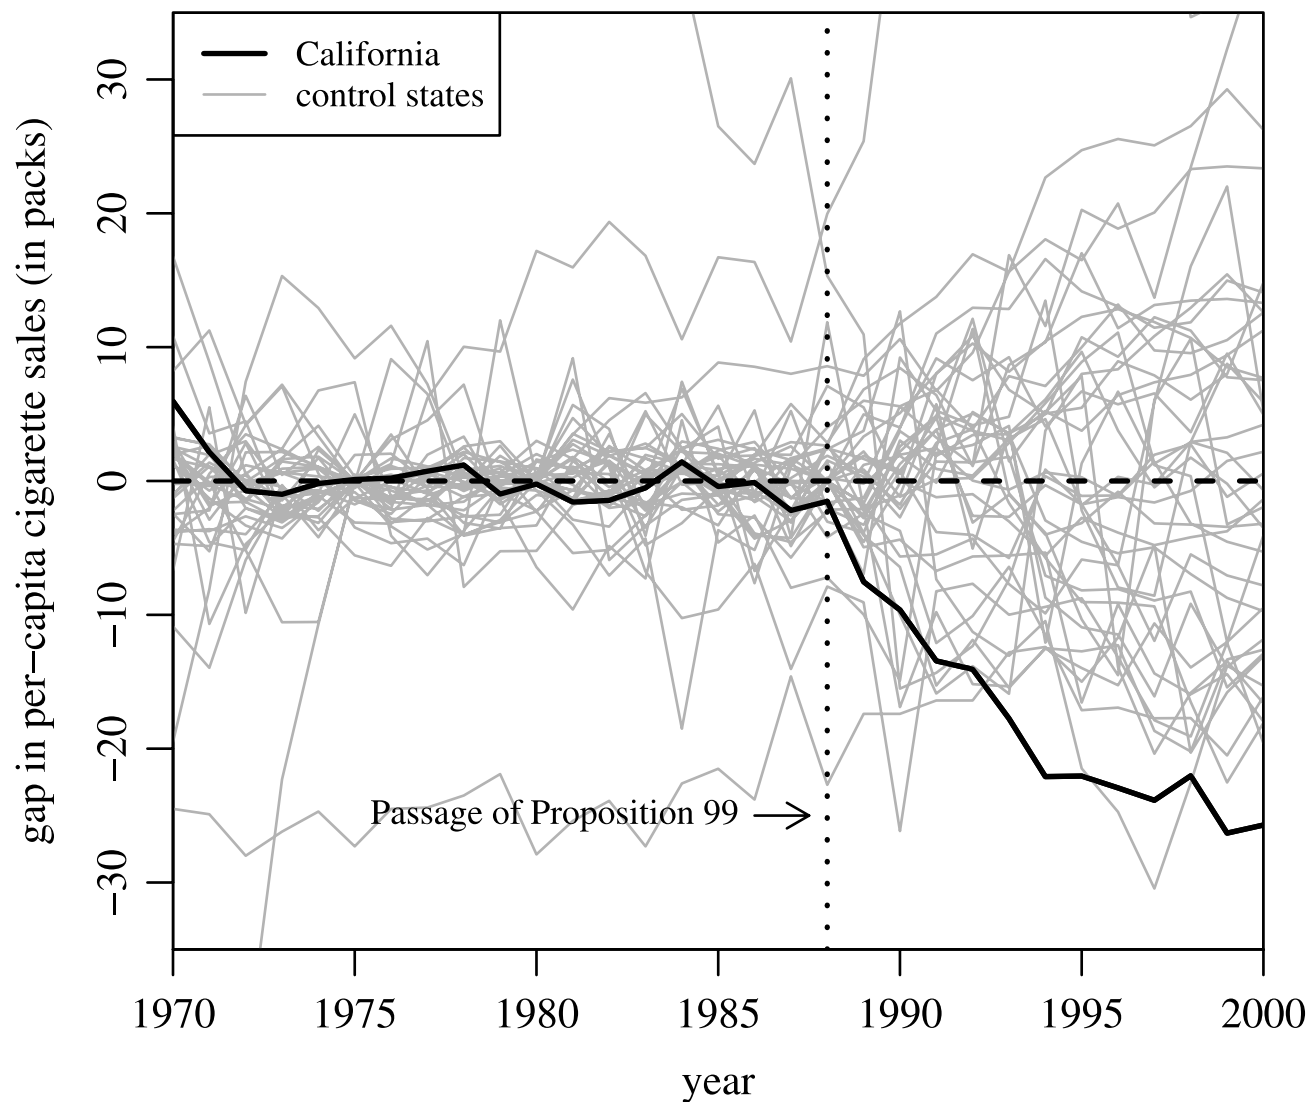 California
control states
gap in per−capita cigarette sales (in packs)
30
20
10
0
−10
−20
−30
Passage of Proposition 99
1970 1975 1980 1985 1990 1995 2000
year